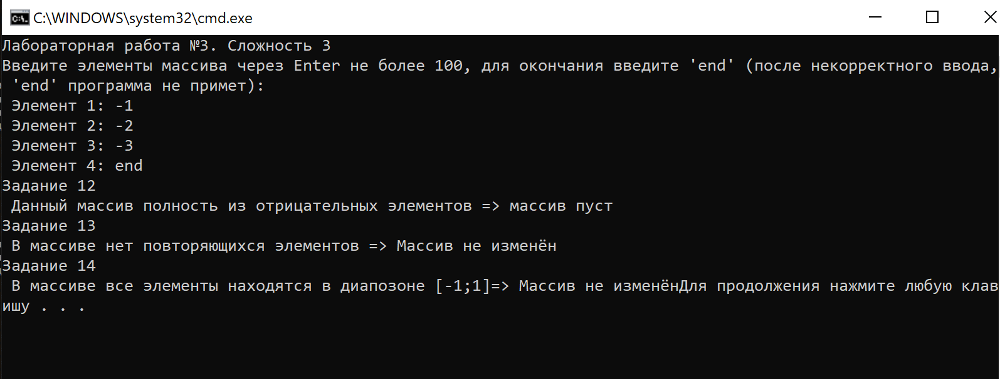 C:\WINDOWS\system32\cmd.exe
Лабораторная работа №3. Сложность 3
Введите элементы массива через Enter не более 100, для окончания введите 'end' (после некорректного ввода,
'end' программа не примет):
Элемент 1: -1
Элемент 2: -2
Элемент 3: -3
Элемент 4: end
Задание 12
Данный массив полность из отрицательных элементов => массив пуст
Задание 13
В массиве нет повторяющихся элементов => Массив не изменён
Задание 14
В массиве все элементы находятся в диапозоне [-1;1]=> Массив не изменёнДля продолжения нажмите любую клав
ишу . . .